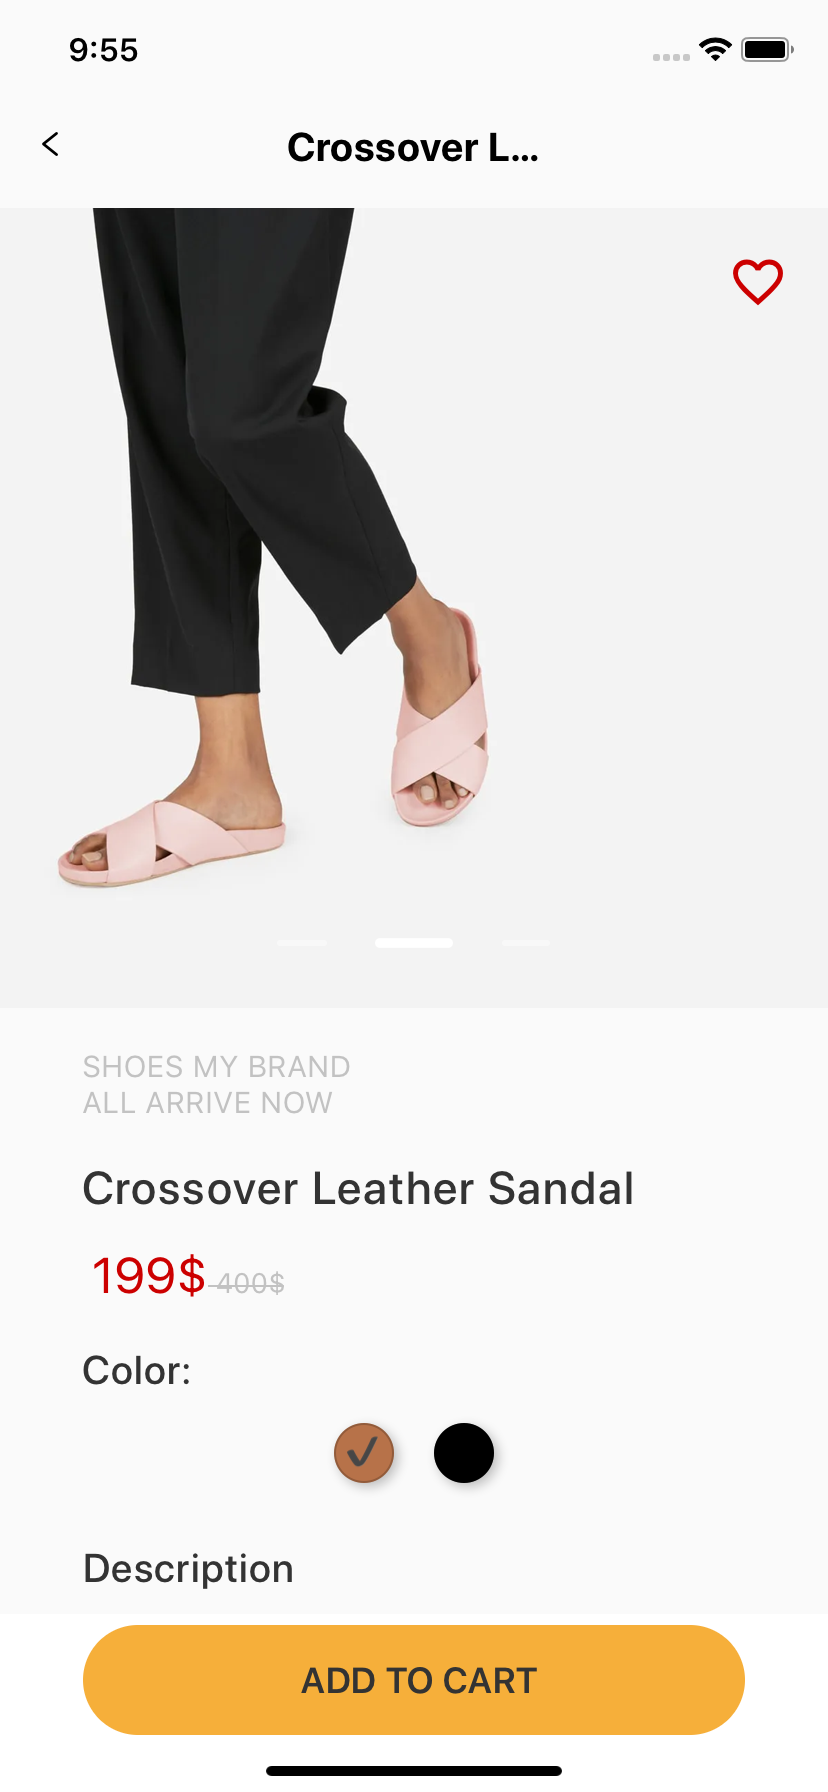 9:55
Crossover L...
SHOES MY BRAND
ALL ARRIVE NOW
Crossover Leather Sandal
199$ 400$
Color:
Description
ADD TO CART